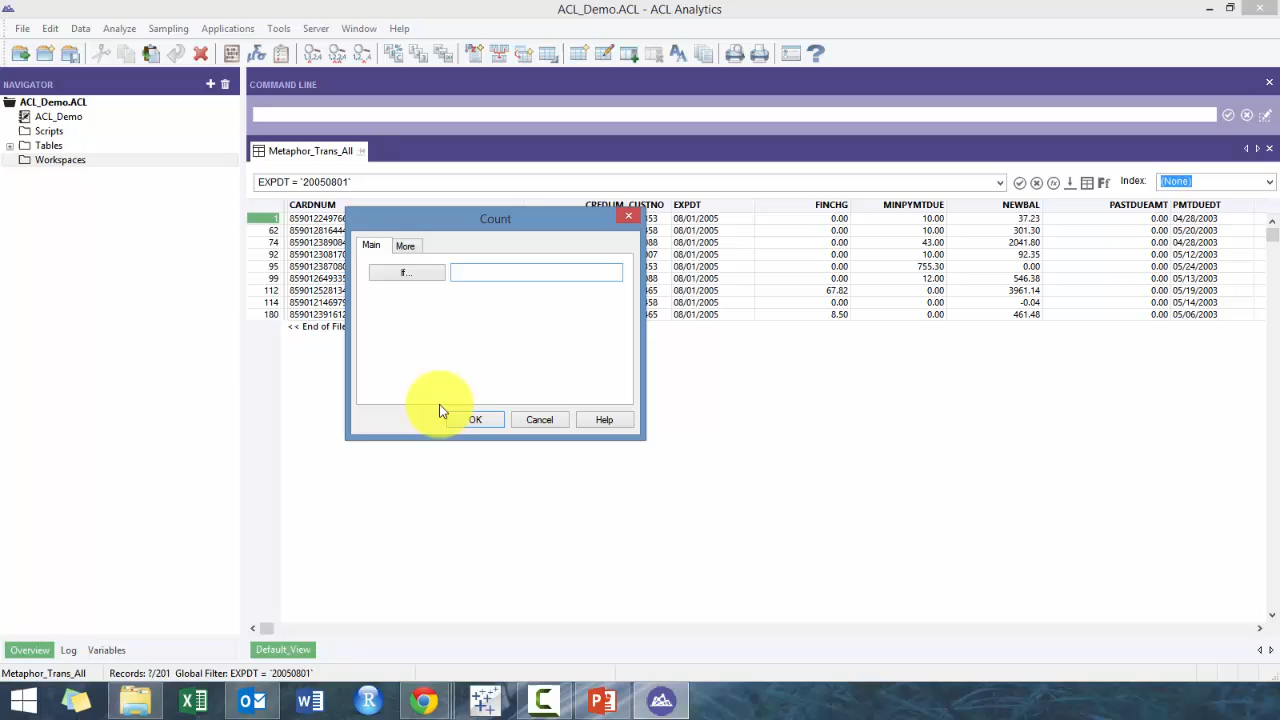 ACL_Demo.ACL - ACL Analytics
File Edit Data Analyze Sampling Applications Tools Server Window Help
NAVIGATOR
ACL_Demo.ACL
ACL_Demo
Scripts
Tables
Workspaces
COMMAND LINE
Metaphor_Trans_All
EXPDT = `20050801`
Index: (None)
CARDNUM CREDLIM CUSTNO EXPDT FINCHG MINPYMTDUE NEWBAL PASTDUEAMT PMTDUEDT
1 08/01/2005 0.00 10.00 37.23 0.00 04/28/2003
62 08/01/2005 0.00 10.00 301.30 0.00 05/20/2003
74 08/01/2005 0.00 43.00 2041.80 0.00 04/28/2003
92 08/01/2005 0.00 10.00 92.35 0.00 05/12/2003
95 08/01/2005 0.00 755.30 0.00 0.00 05/24/2003
99 08/01/2005 0.00 12.00 546.38 0.00 05/13/2003
112 08/01/2005 67.82 0.00 3961.14 0.00 05/15/2003
114 08/01/2005 0.00 0.00 -0.04 0.00 05/14/2003
180 08/01/2005 8.50 0.00 461.48 0.00 05/06/2003
<< End of File
Count
Main More
If...
OK Cancel Help
Overview Log Variables
Default_View
Metaphor_Trans_All Records: ?/201 Global Filter: EXPDT = `20050801`